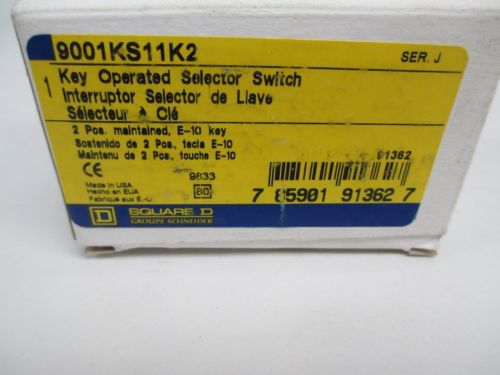 9001KS11K2 SER. J
1 Key Operated Selector Switch
Interruptor Selector de Llave
Sélecteur à Clé
2 Pos. maintained, E-10 key
Sostenido de 2 Pos., tecla E-10
Maintenu de 2 Pos., touche E-10
91362
CE 9833
Made in USA
Hecho en EUA
Fabriqué aux É.-U.
80
7 85901 91362 7
D SQUARE D
GROUPE SCHNEIDER